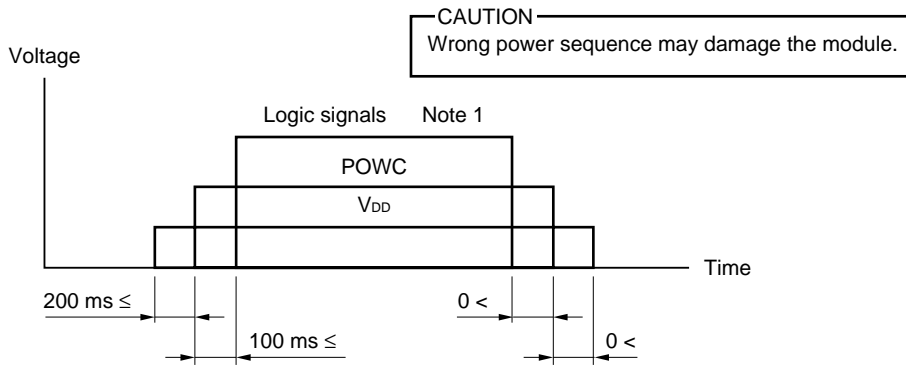 CAUTION
Wrong power sequence may damage the module.
Voltage
Logic signals Note 1
POWC
VDD
Time
200 ms ≤
0 <
100 ms ≤
0 <